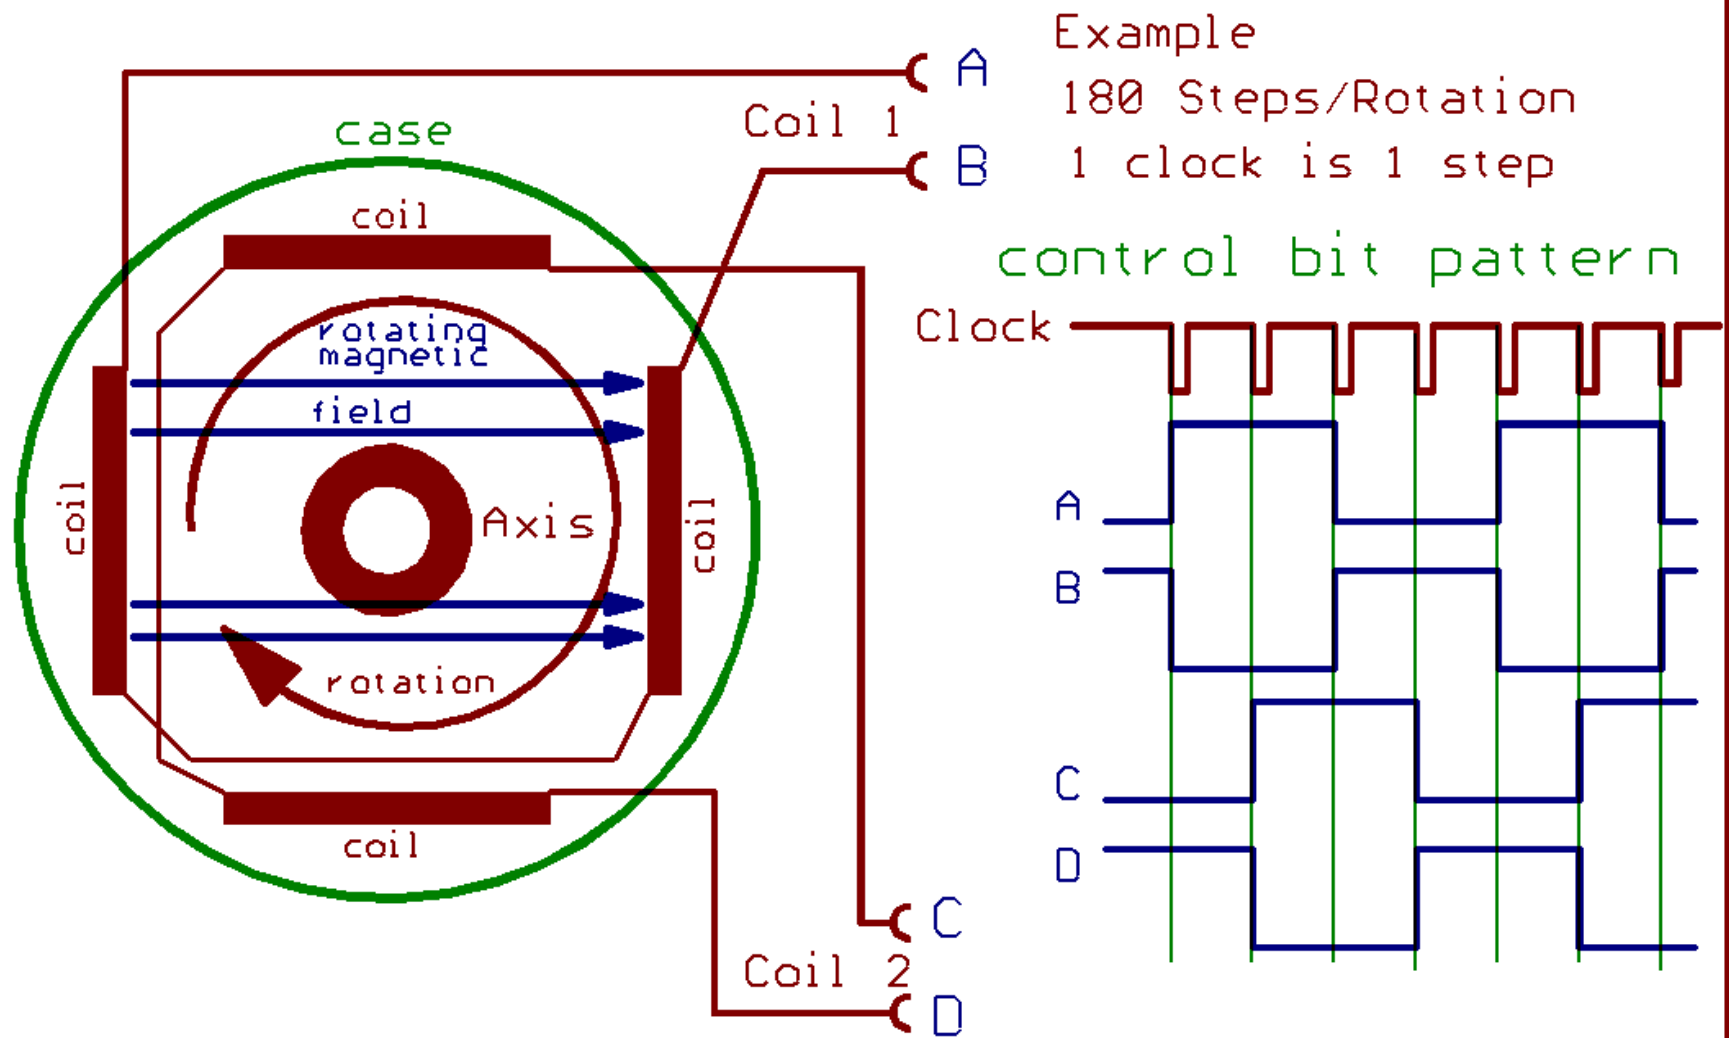 Example
180 Steps/Rotation
1 clock is 1 step
A
Coil 1
B
case
coil
rotating
magnetic
field
coil
Axis
coil
rotation
coil
C
Coil 2
D
control bit pattern
Clock
A
B
C
D